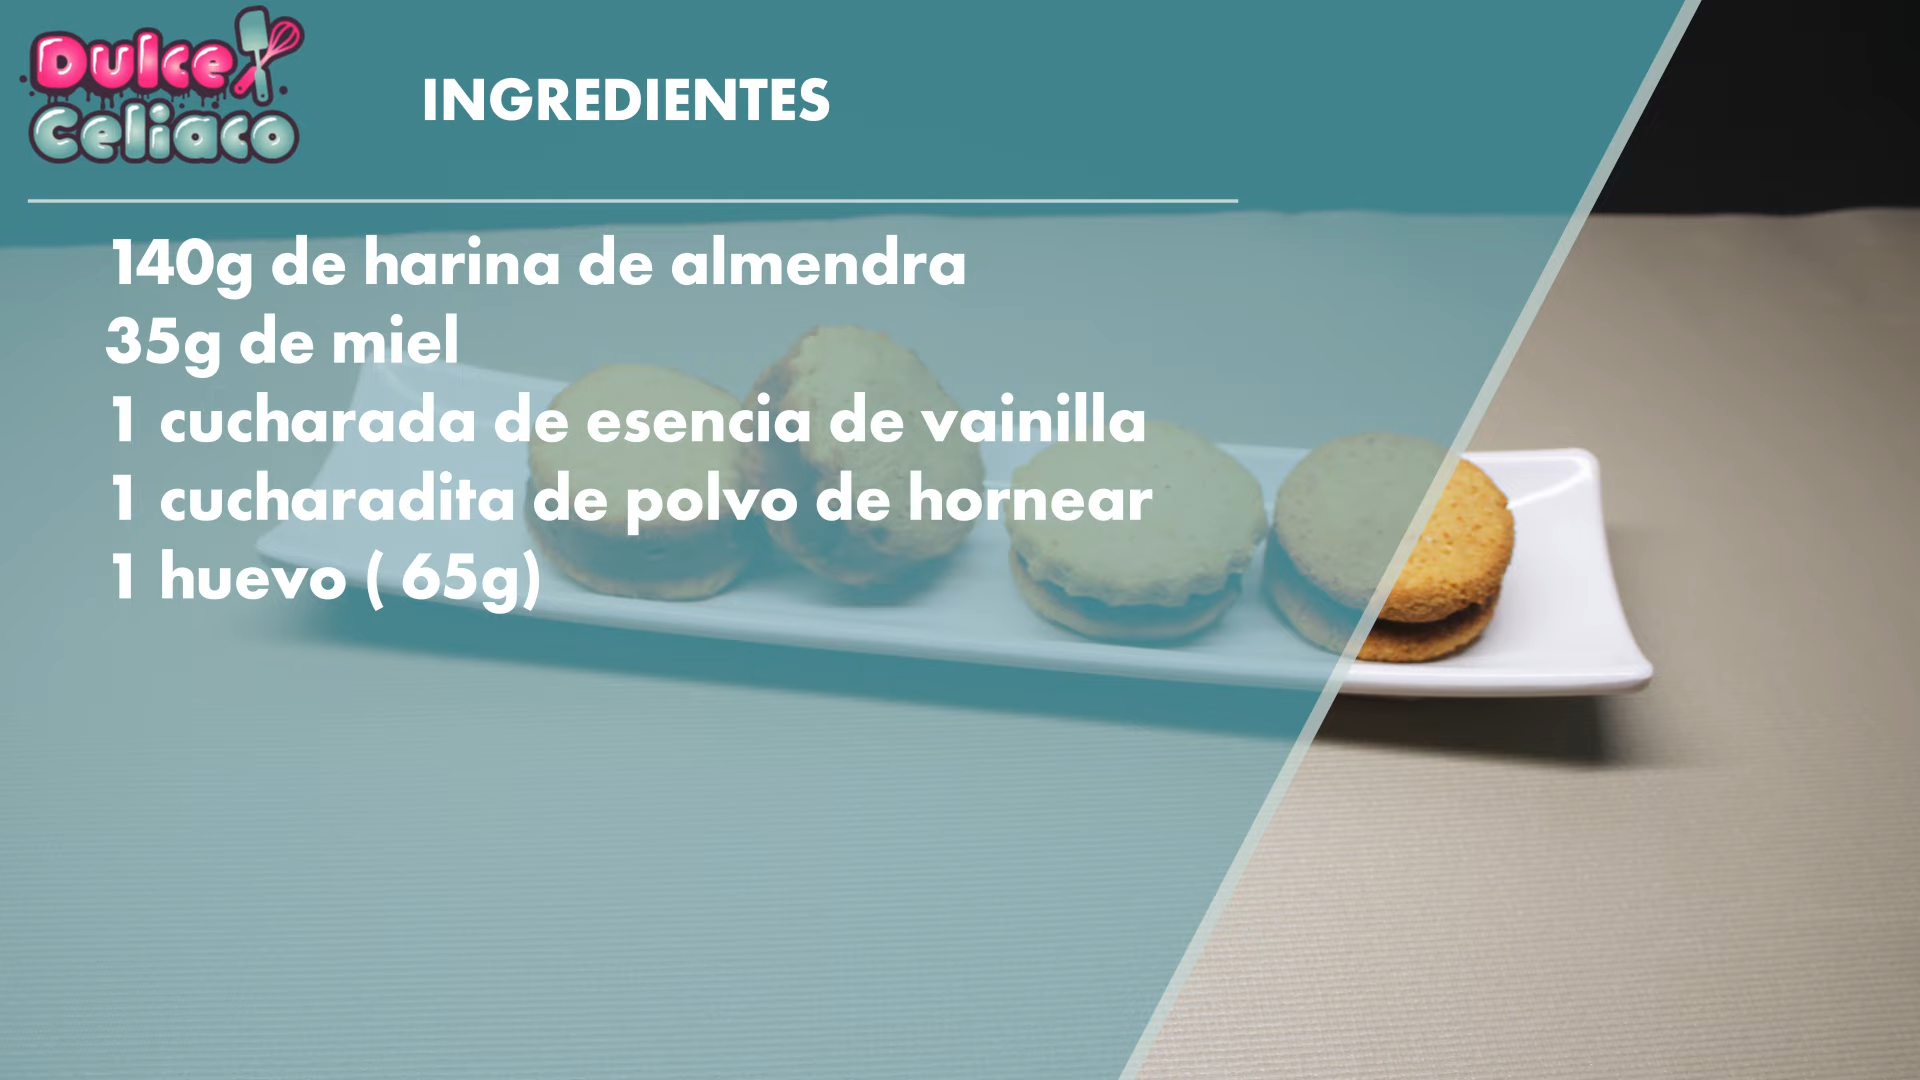 Dulce
Celiaco
INGREDIENTES
140g de harina de almendra
35g de miel
1 cucharada de esencia de vainilla
1 cucharadita de polvo de hornear
1 huevo ( 65g)